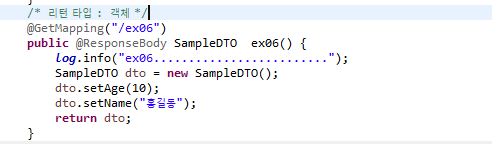 /* 리턴 타입 : 객체 */
@GetMapping("/ex06")
public @ResponseBody SampleDTO  ex06() {
log.info("ex06..........................");
SampleDTO dto = new SampleDTO();
dto.setAge(10);
dto.setName("홍길동");
return dto;
}